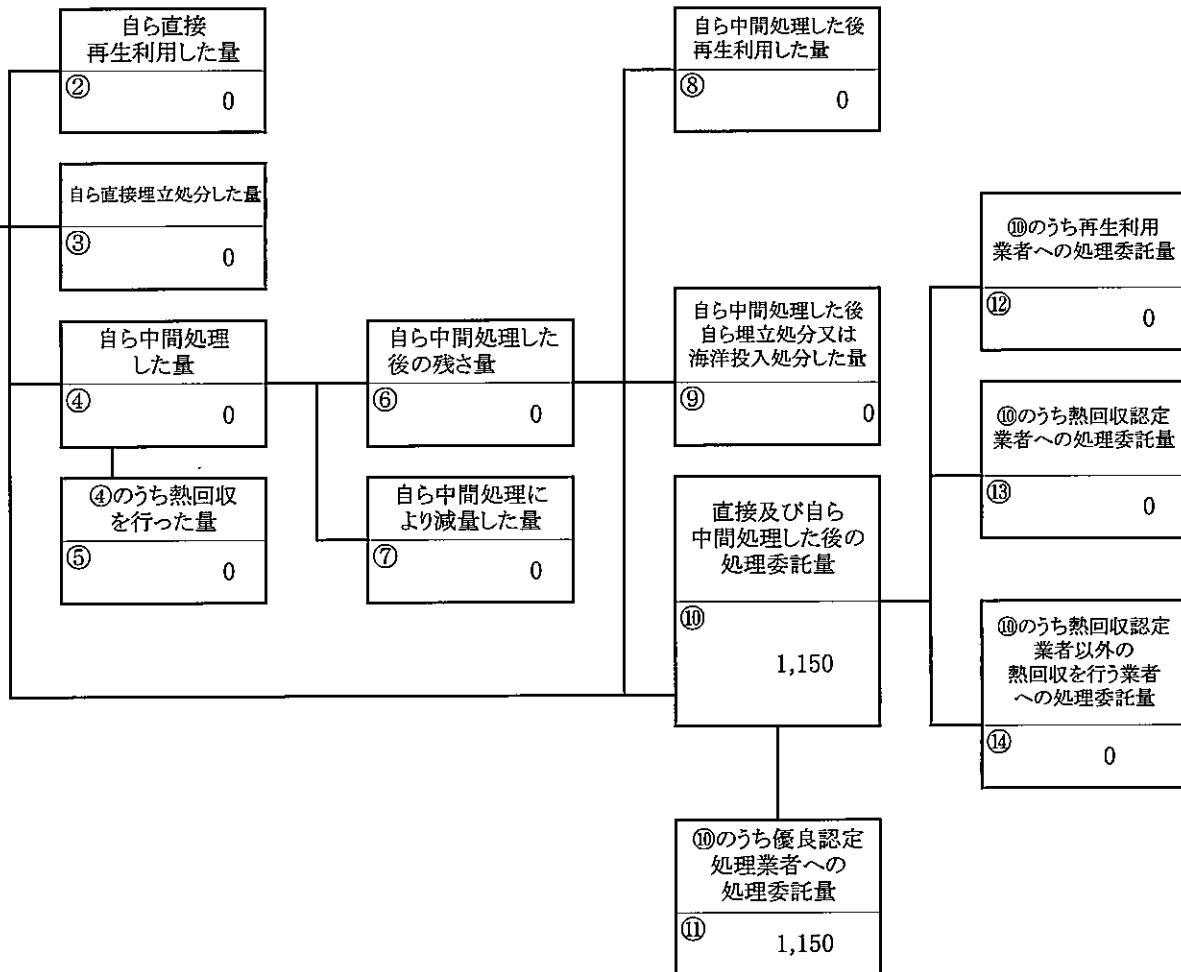 自ら直接
再生利用した量
②
0
自ら直接埋立処分した量
③
0
自ら中間処理
した量
④
0
④のうち熱回収
を行った量
⑤
0
自ら中間処理した
後の残さ量
⑥
0
自ら中間処理に
より減量した量
⑦
0
自ら中間処理した後
再生利用した量
⑧
0
自ら中間処理した後
自ら埋立処分又は
海洋投入処分した量
⑨
0
直接及び自ら
中間処理した後の
処理委託量
⑩
1,150
⑩のうち優良認定
処理業者への
処理委託量
⑪
1,150
⑩のうち再生利用
業者への処理委託量
⑫
0
⑩のうち熱回収認定
業者への処理委託量
⑬
0
⑩のうち熱回収認定
業者以外の
熱回収を行う業者
への処理委託量
⑭
0